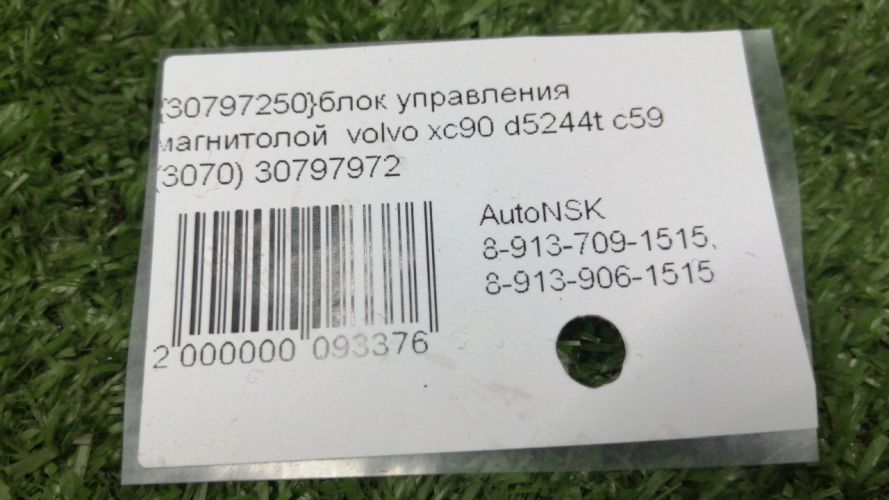 {30797250}блок управления
магнитолой volvo xc90 d5244t c59
(3070) 30797972
AutoNSK
8-913-709-1515,
8-913-906-1515
2 000000 093376